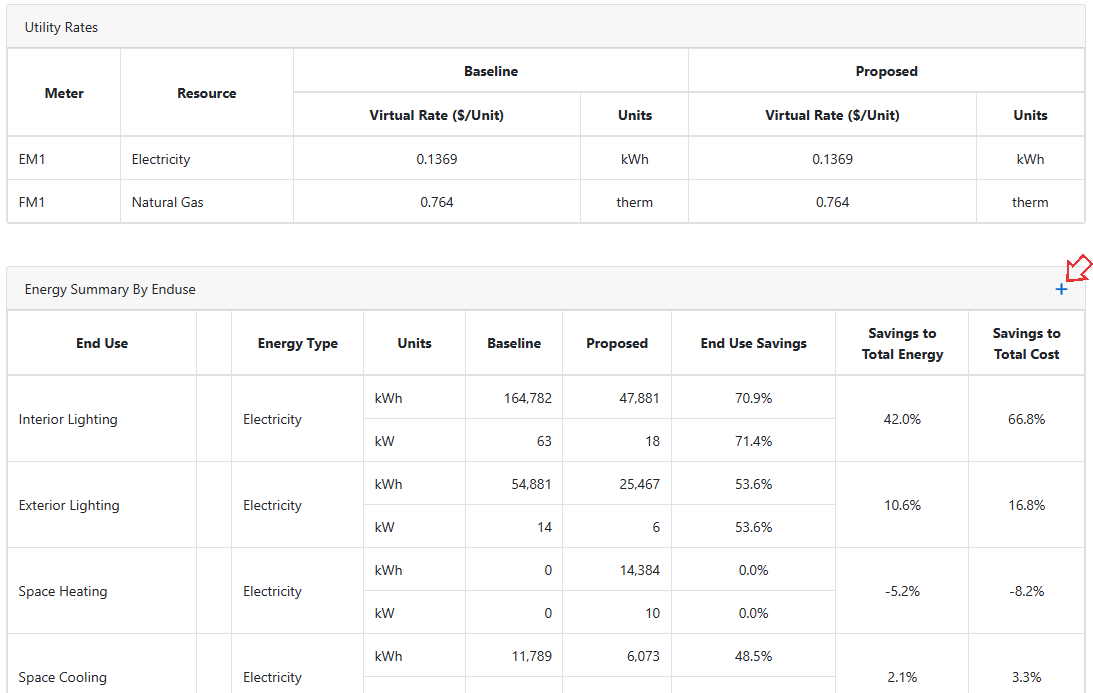 Utility Rates
Meter Resource Baseline Proposed
Virtual Rate ($/Unit) Units Virtual Rate ($/Unit) Units
EM1 Electricity 0.1369 kWh 0.1369 kWh
FM1 Natural Gas 0.764 therm 0.764 therm
Energy Summary By Enduse +
End Use Energy Type Units Baseline Proposed End Use Savings Savings to Total Energy Savings to Total Cost
Interior Lighting Electricity kWh 164,782 47,881 70.9% 42.0% 66.8%
kW 63 18 71.4%
Exterior Lighting Electricity kWh 54,881 25,467 53.6% 10.6% 16.8%
kW 14 6 53.6%
Space Heating Electricity kWh 0 14,384 0.0% -5.2% -8.2%
kW 0 10 0.0%
Space Cooling Electricity kWh 11,789 6,073 48.5% 2.1% 3.3%